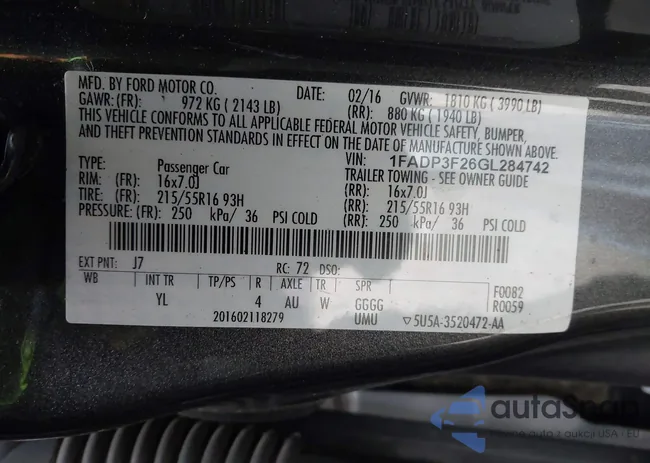 MFD. BY FORD MOTOR CO.
DATE: 02/16 GVWR: 1810 KG ( 3990 LB)
GAWR: (FR): 972 KG ( 2143 LB) (RR): 880 KG ( 1940 LB)
THIS VEHICLE CONFORMS TO ALL APPLICABLE FEDERAL MOTOR VEHICLE SAFETY, BUMPER,
AND THEFT PREVENTION STANDARDS IN EFFECT ON THE DATE OF MANUFACTURE SHOWN ABOVE.
VIN: 1FADP3F26GL284742
TYPE: Passenger Car TRAILER TOWING - SEE OWNER GUIDE
RIM: (FR): 16x7.0J (RR): 16x7.0J
TIRE: (FR): 215/55R16 93H (RR): 215/55R16 93H
PRESSURE: (FR): 250 kPa/ 36 PSI COLD (RR): 250 kPa/ 36 PSI COLD
EXT PNT: J7 RC: 72 DSO:
WB INT TR TP/PS R AXLE TR SPR F0082
YL 4 AU W GGGG R0059
201602118279 UMU ▽5U5A-3520472-AA
autaSpan